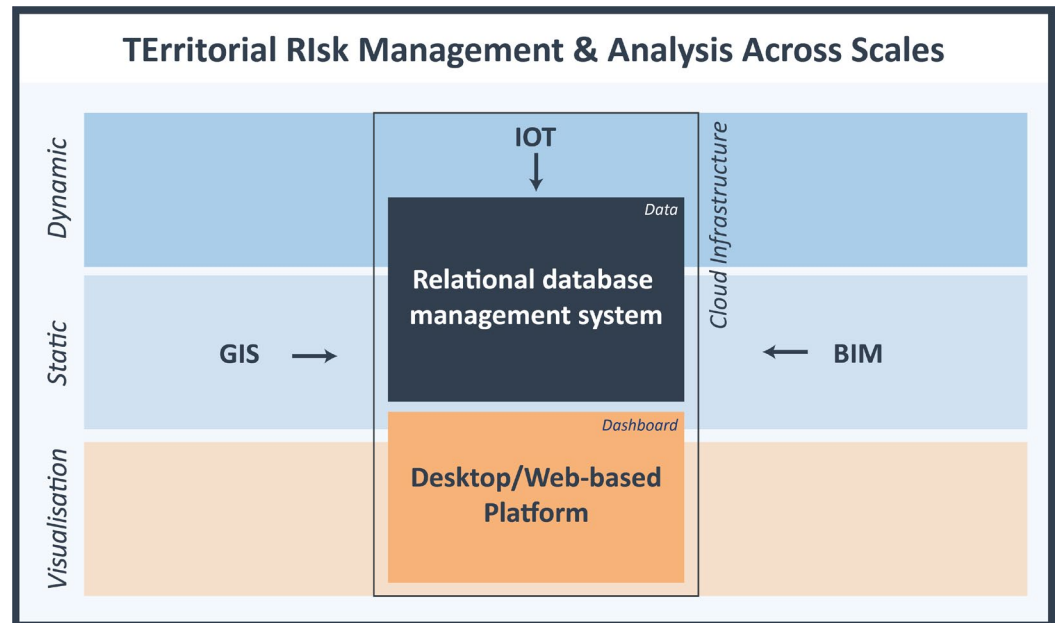 TErritorial RIsk Management & Analysis Across Scales
Dynamic
IOT
Cloud Infrastructure
Data
Relational database
management system
Static
GIS
BIM
Dashboard
Desktop/Web-based
Platform
Visualisation